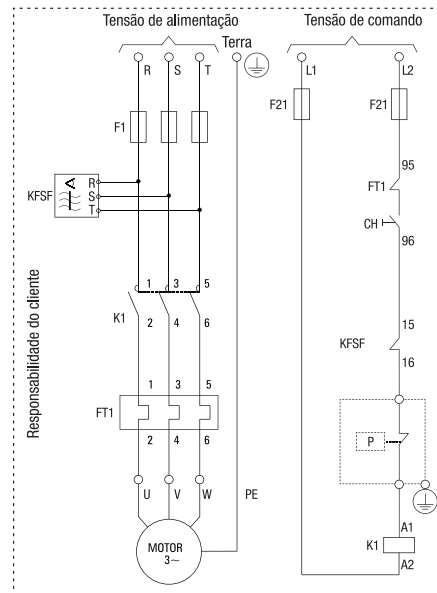 Tensão de alimentação
Tensão de comando
Terra
R S T
L1 L2
F1
F21 F21
95
FT1
CH
96
KFSF
R
S
T
1 3 5
K1
2 4 6
15
KFSF
16
1 3 5
FT1
2 4 6
P
U V W PE
MOTOR
3~
A1
K1
A2
Responsabilidade do cliente